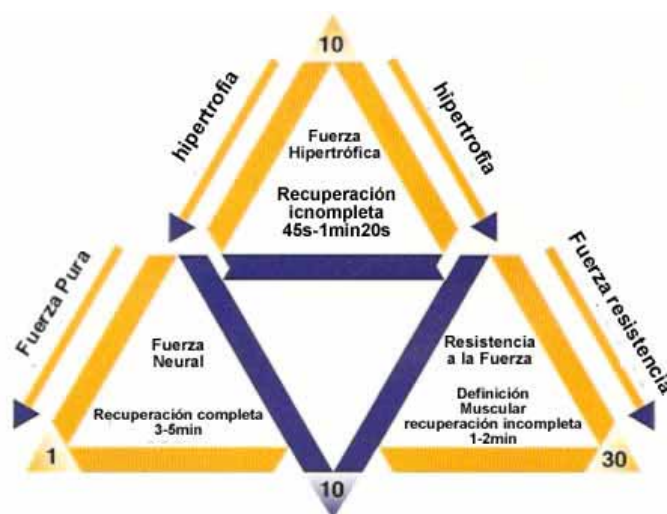 10
hipertrofia
hipertrofia
Fuerza
Hipertrófica
Recuperación
icnompleta
45s-1min20s
Fuerza Pura
Fuerza resistencia
Fuerza
Neural
Recuperación completa
3-5min
Resistencia
a la Fuerza
Definición
Muscular
recuperación incompleta
1-2min
1
10
30